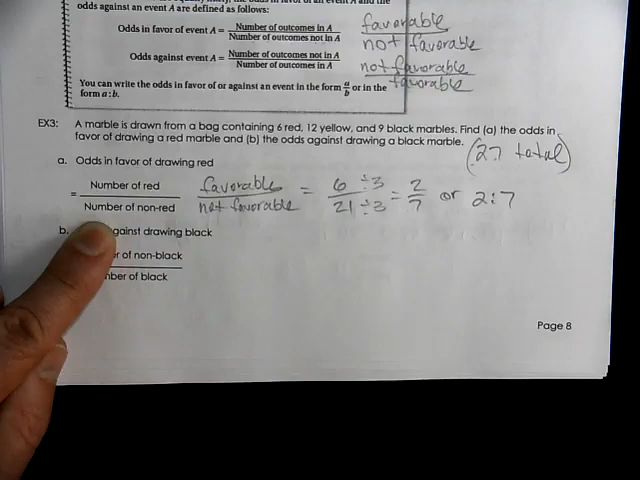 odds against an event A are defined as follows:
Odds in favor of event A = Number of outcomes in A / Number of outcomes not in A
favorable / not favorable
Odds against event A = Number of outcomes not in A / Number of outcomes in A
not favorable / favorable
You can write the odds in favor of or against an event in the form a/b or in the
form a:b.
EX3: A marble is drawn from a bag containing 6 red, 12 yellow, and 9 black marbles. Find (a) the odds in
favor of drawing a red marble and (b) the odds against drawing a black marble.
(27 total)
a. Odds in favor of drawing red
= Number of red / Number of non-red favorable / not favorable = 6 ÷3 / 21 ÷3 = 2/7 or 2:7
b. against drawing black
of non-black
of black
Page 8